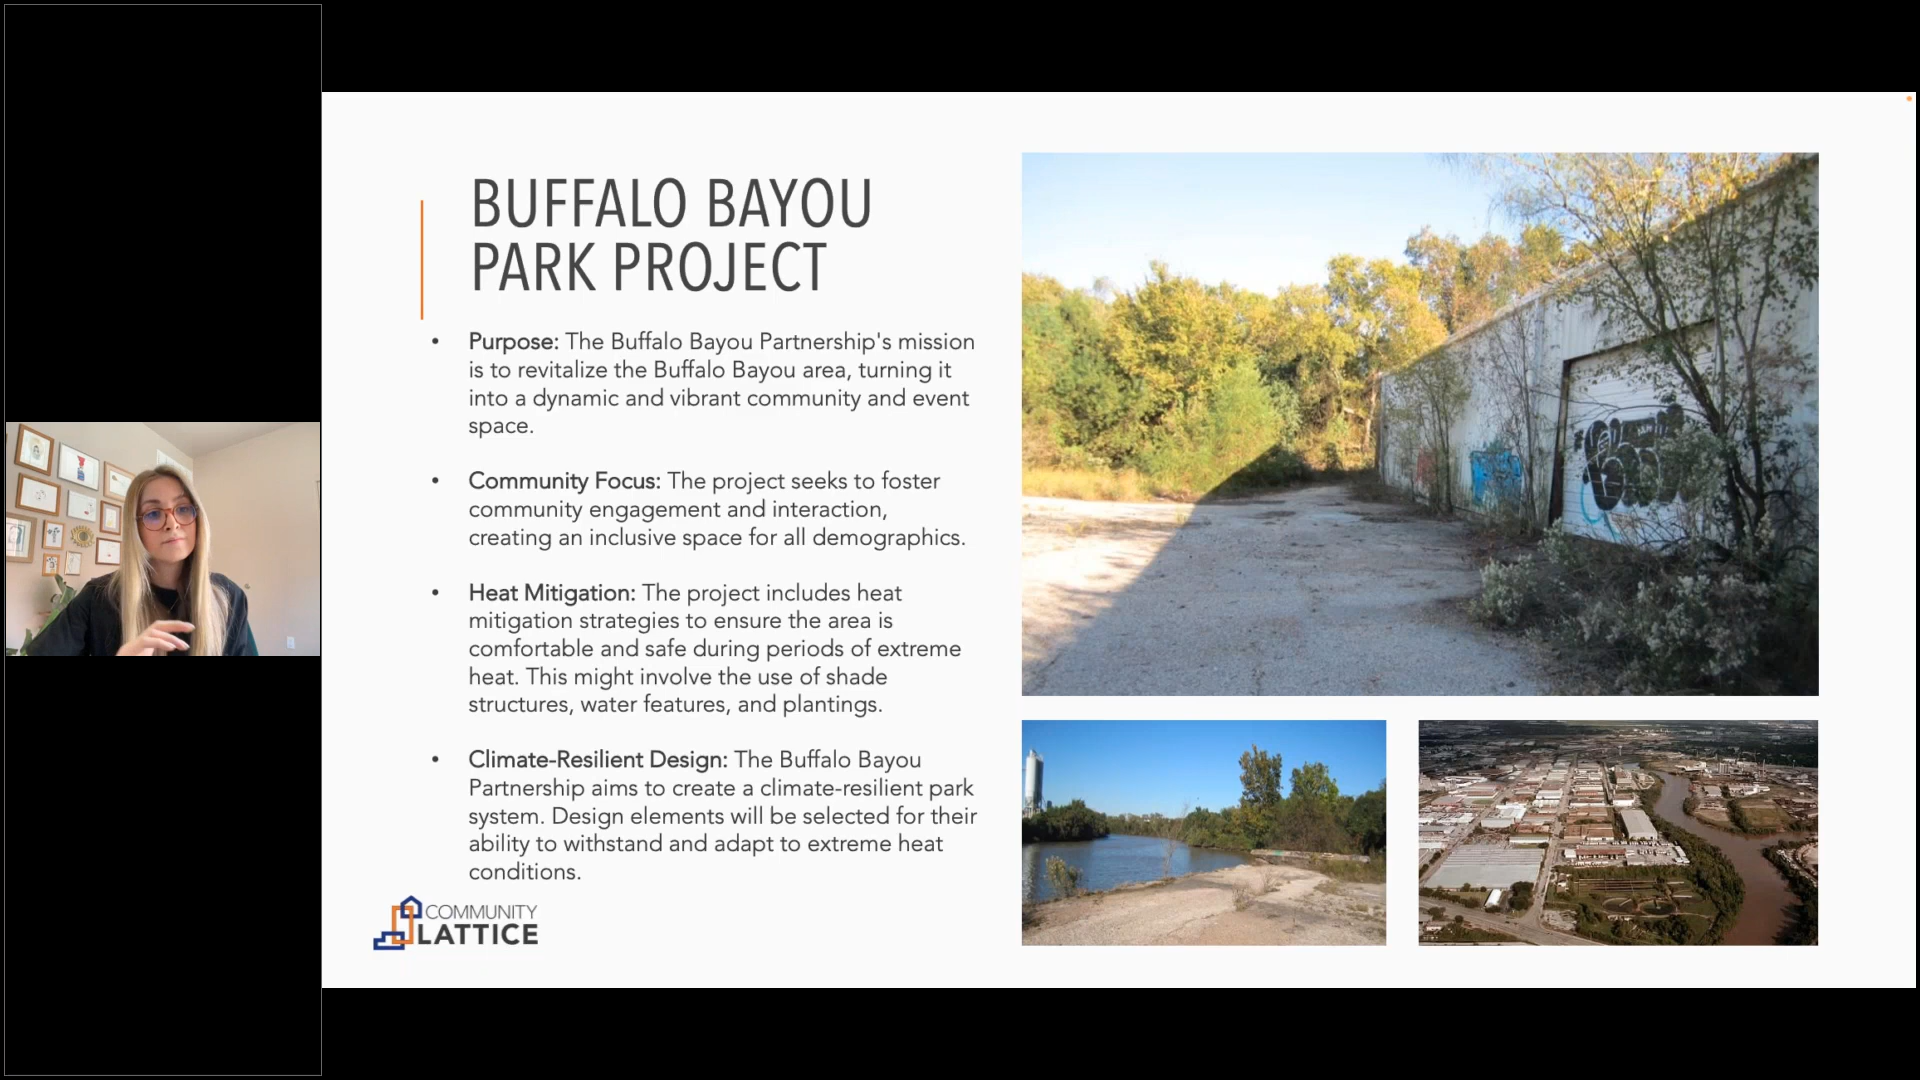 BUFFALO BAYOU
PARK PROJECT
• Purpose: The Buffalo Bayou Partnership's mission
is to revitalize the Buffalo Bayou area, turning it
into a dynamic and vibrant community and event
space.
• Community Focus: The project seeks to foster
community engagement and interaction,
creating an inclusive space for all demographics.
• Heat Mitigation: The project includes heat
mitigation strategies to ensure the area is
comfortable and safe during periods of extreme
heat. This might involve the use of shade
structures, water features, and plantings.
• Climate-Resilient Design: The Buffalo Bayou
Partnership aims to create a climate-resilient park
system. Design elements will be selected for their
ability to withstand and adapt to extreme heat
conditions.
COMMUNITY
LATTICE